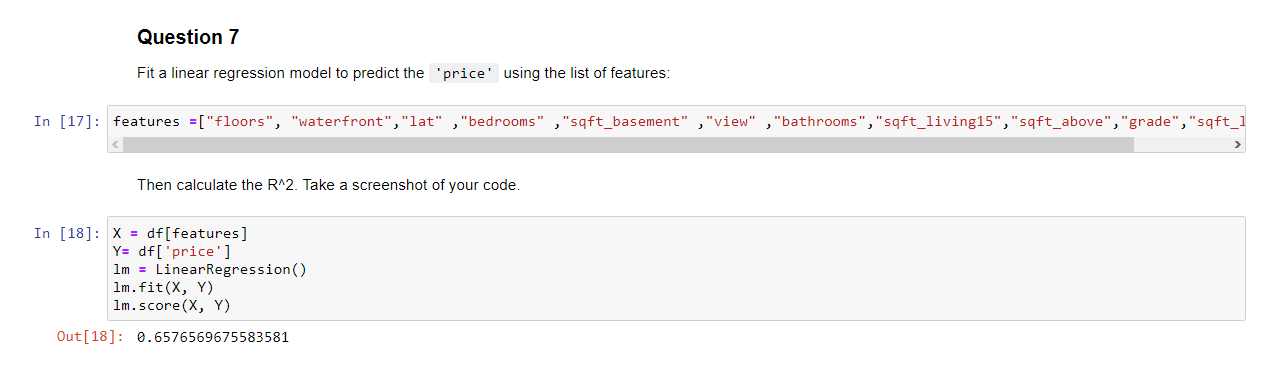 Question 7
Fit a linear regression model to predict the 'price' using the list of features:
In [17]: features =["floors", "waterfront","lat" ,"bedrooms" ,"sqft_basement" ,"view" ,"bathrooms","sqft_living15","sqft_above","grade","sqft_l
Then calculate the R^2. Take a screenshot of your code.
In [18]: X = df[features]
Y= df['price']
lm = LinearRegression()
lm.fit(X, Y)
lm.score(X, Y)
Out[18]: 0.6576569675583581